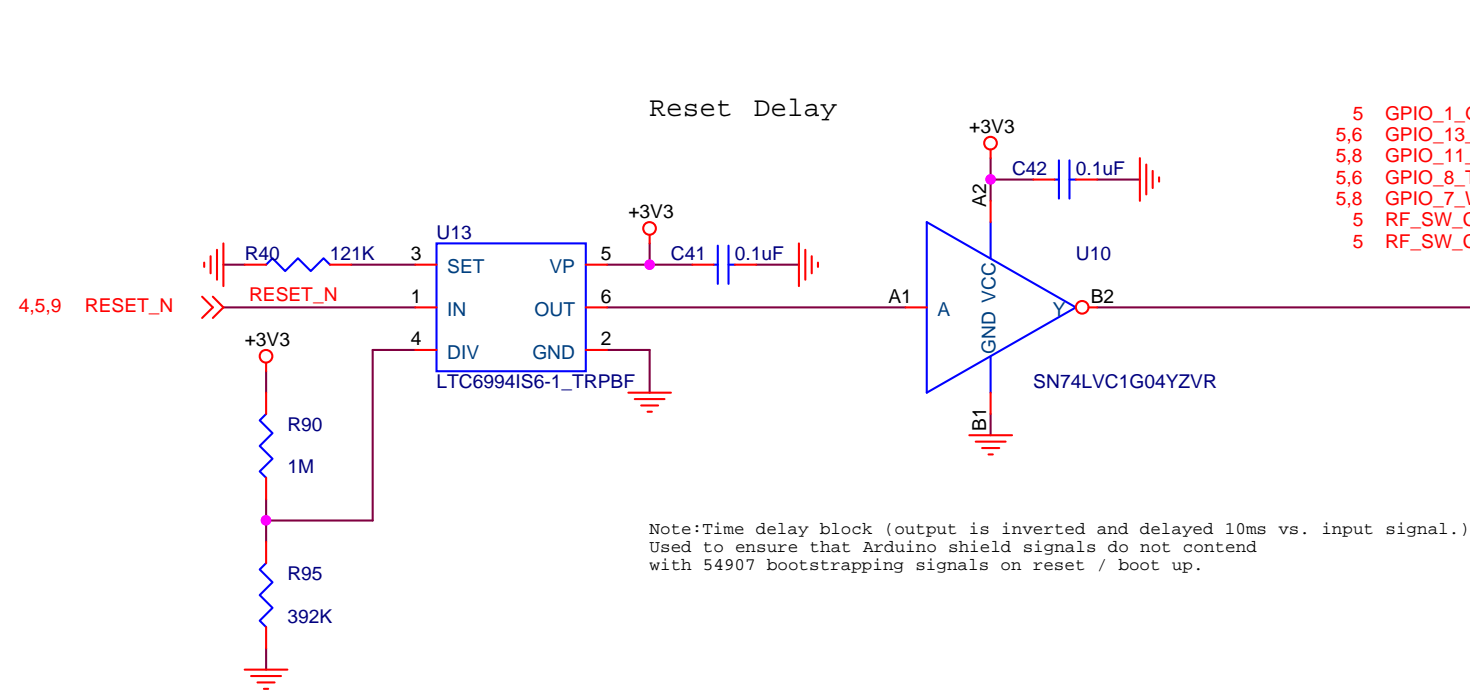 Reset Delay
5 GPIO_1_
5,6 GPIO_13_
5,8 GPIO_11_
5,6 GPIO_8_
5,8 GPIO_7_
5 RF_SW_
5 RF_SW_
+3V3
C42 0.1uF
A2
+3V3
U13
R40 121K
3
SET
VP
5
C41 0.1uF
U10
VCC
4,5,9 RESET_N
RESET_N
1
IN
OUT
6
A1
A
Y
B2
+3V3
4
DIV
GND
2
GND
LTC6994IS6-1_TRPBF
SN74LVC1G04YZVR
B1
R90
1M
Note:Time delay block (output is inverted and delayed 10ms vs. input signal.)
Used to ensure that Arduino shield signals do not contend
with 54907 bootstrapping signals on reset / boot up.
R95
392K